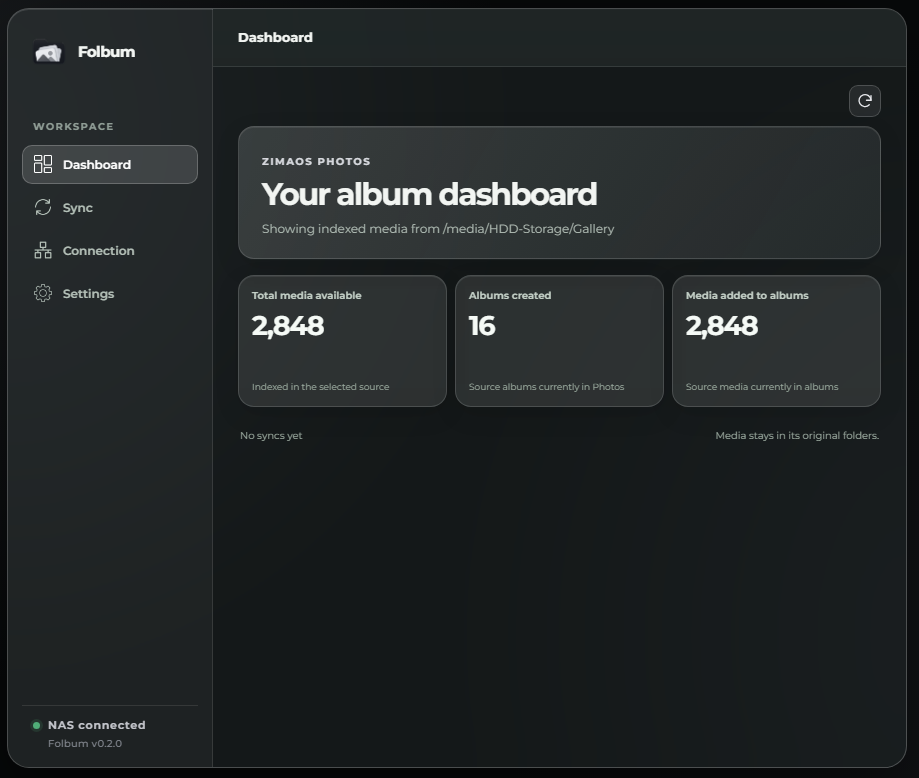 Folbum
WORKSPACE
Dashboard
Sync
Connection
Settings
NAS connected
Folbum v0.2.0
Dashboard
ZIMAOS PHOTOS
Your album dashboard
Showing indexed media from /media/HDD-Storage/Gallery
Total media available
2,848
Indexed in the selected source
Albums created
16
Source albums currently in Photos
Media added to albums
2,848
Source media currently in albums
No syncs yet
Media stays in its original folders.